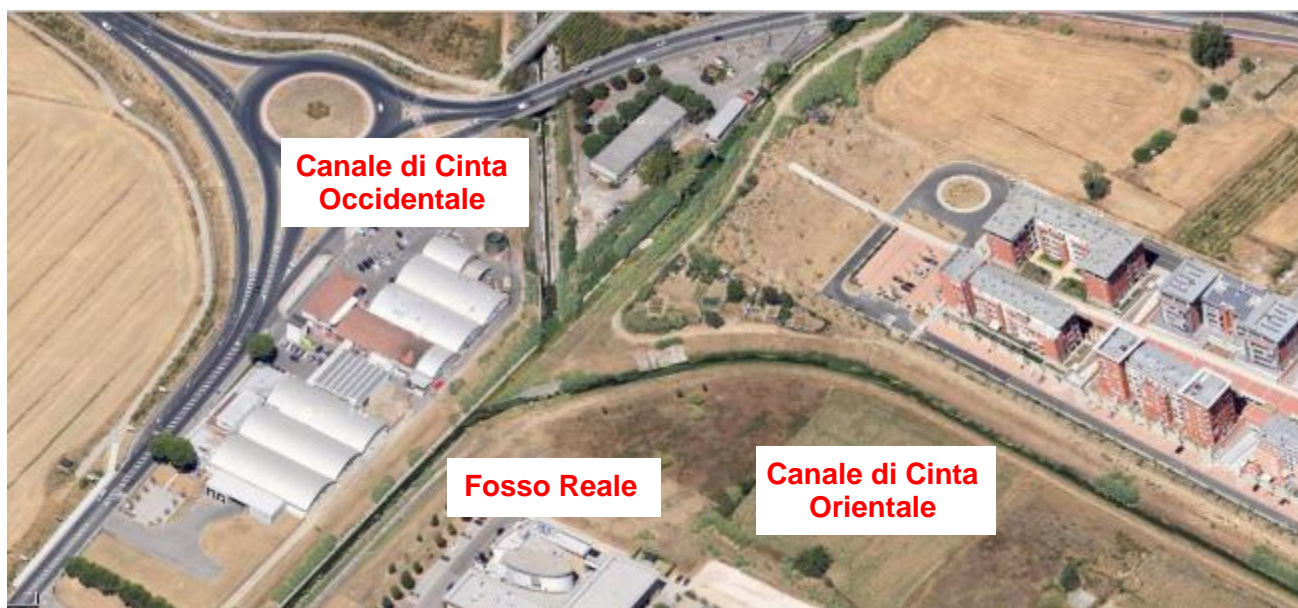 Canale di Cinta
Occidentale
Fosso Reale
Canale di Cinta
Orientale